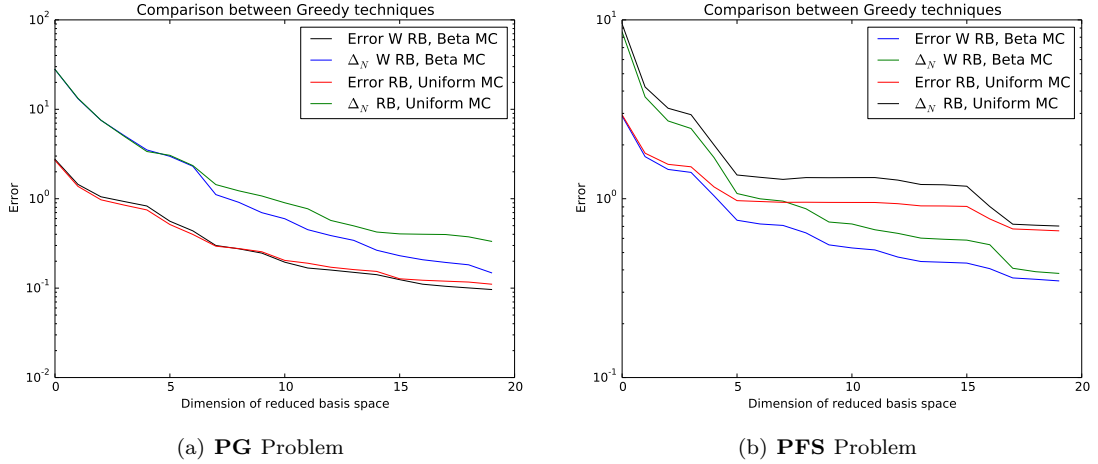 Comparison between Greedy techniques
10^2
10^1
10^0
10^-1
10^-2
Error
0 5 10 15 20
Dimension of reduced basis space
Error W RB, Beta MC
Δ_N W RB, Beta MC
Error RB, Uniform MC
Δ_N RB, Uniform MC
(a) PG Problem
Comparison between Greedy techniques
10^1
10^0
10^-1
Error
0 5 10 15 20
Dimension of reduced basis space
Error W RB, Beta MC
Δ_N W RB, Beta MC
Error RB, Uniform MC
Δ_N RB, Uniform MC
(b) PFS Problem